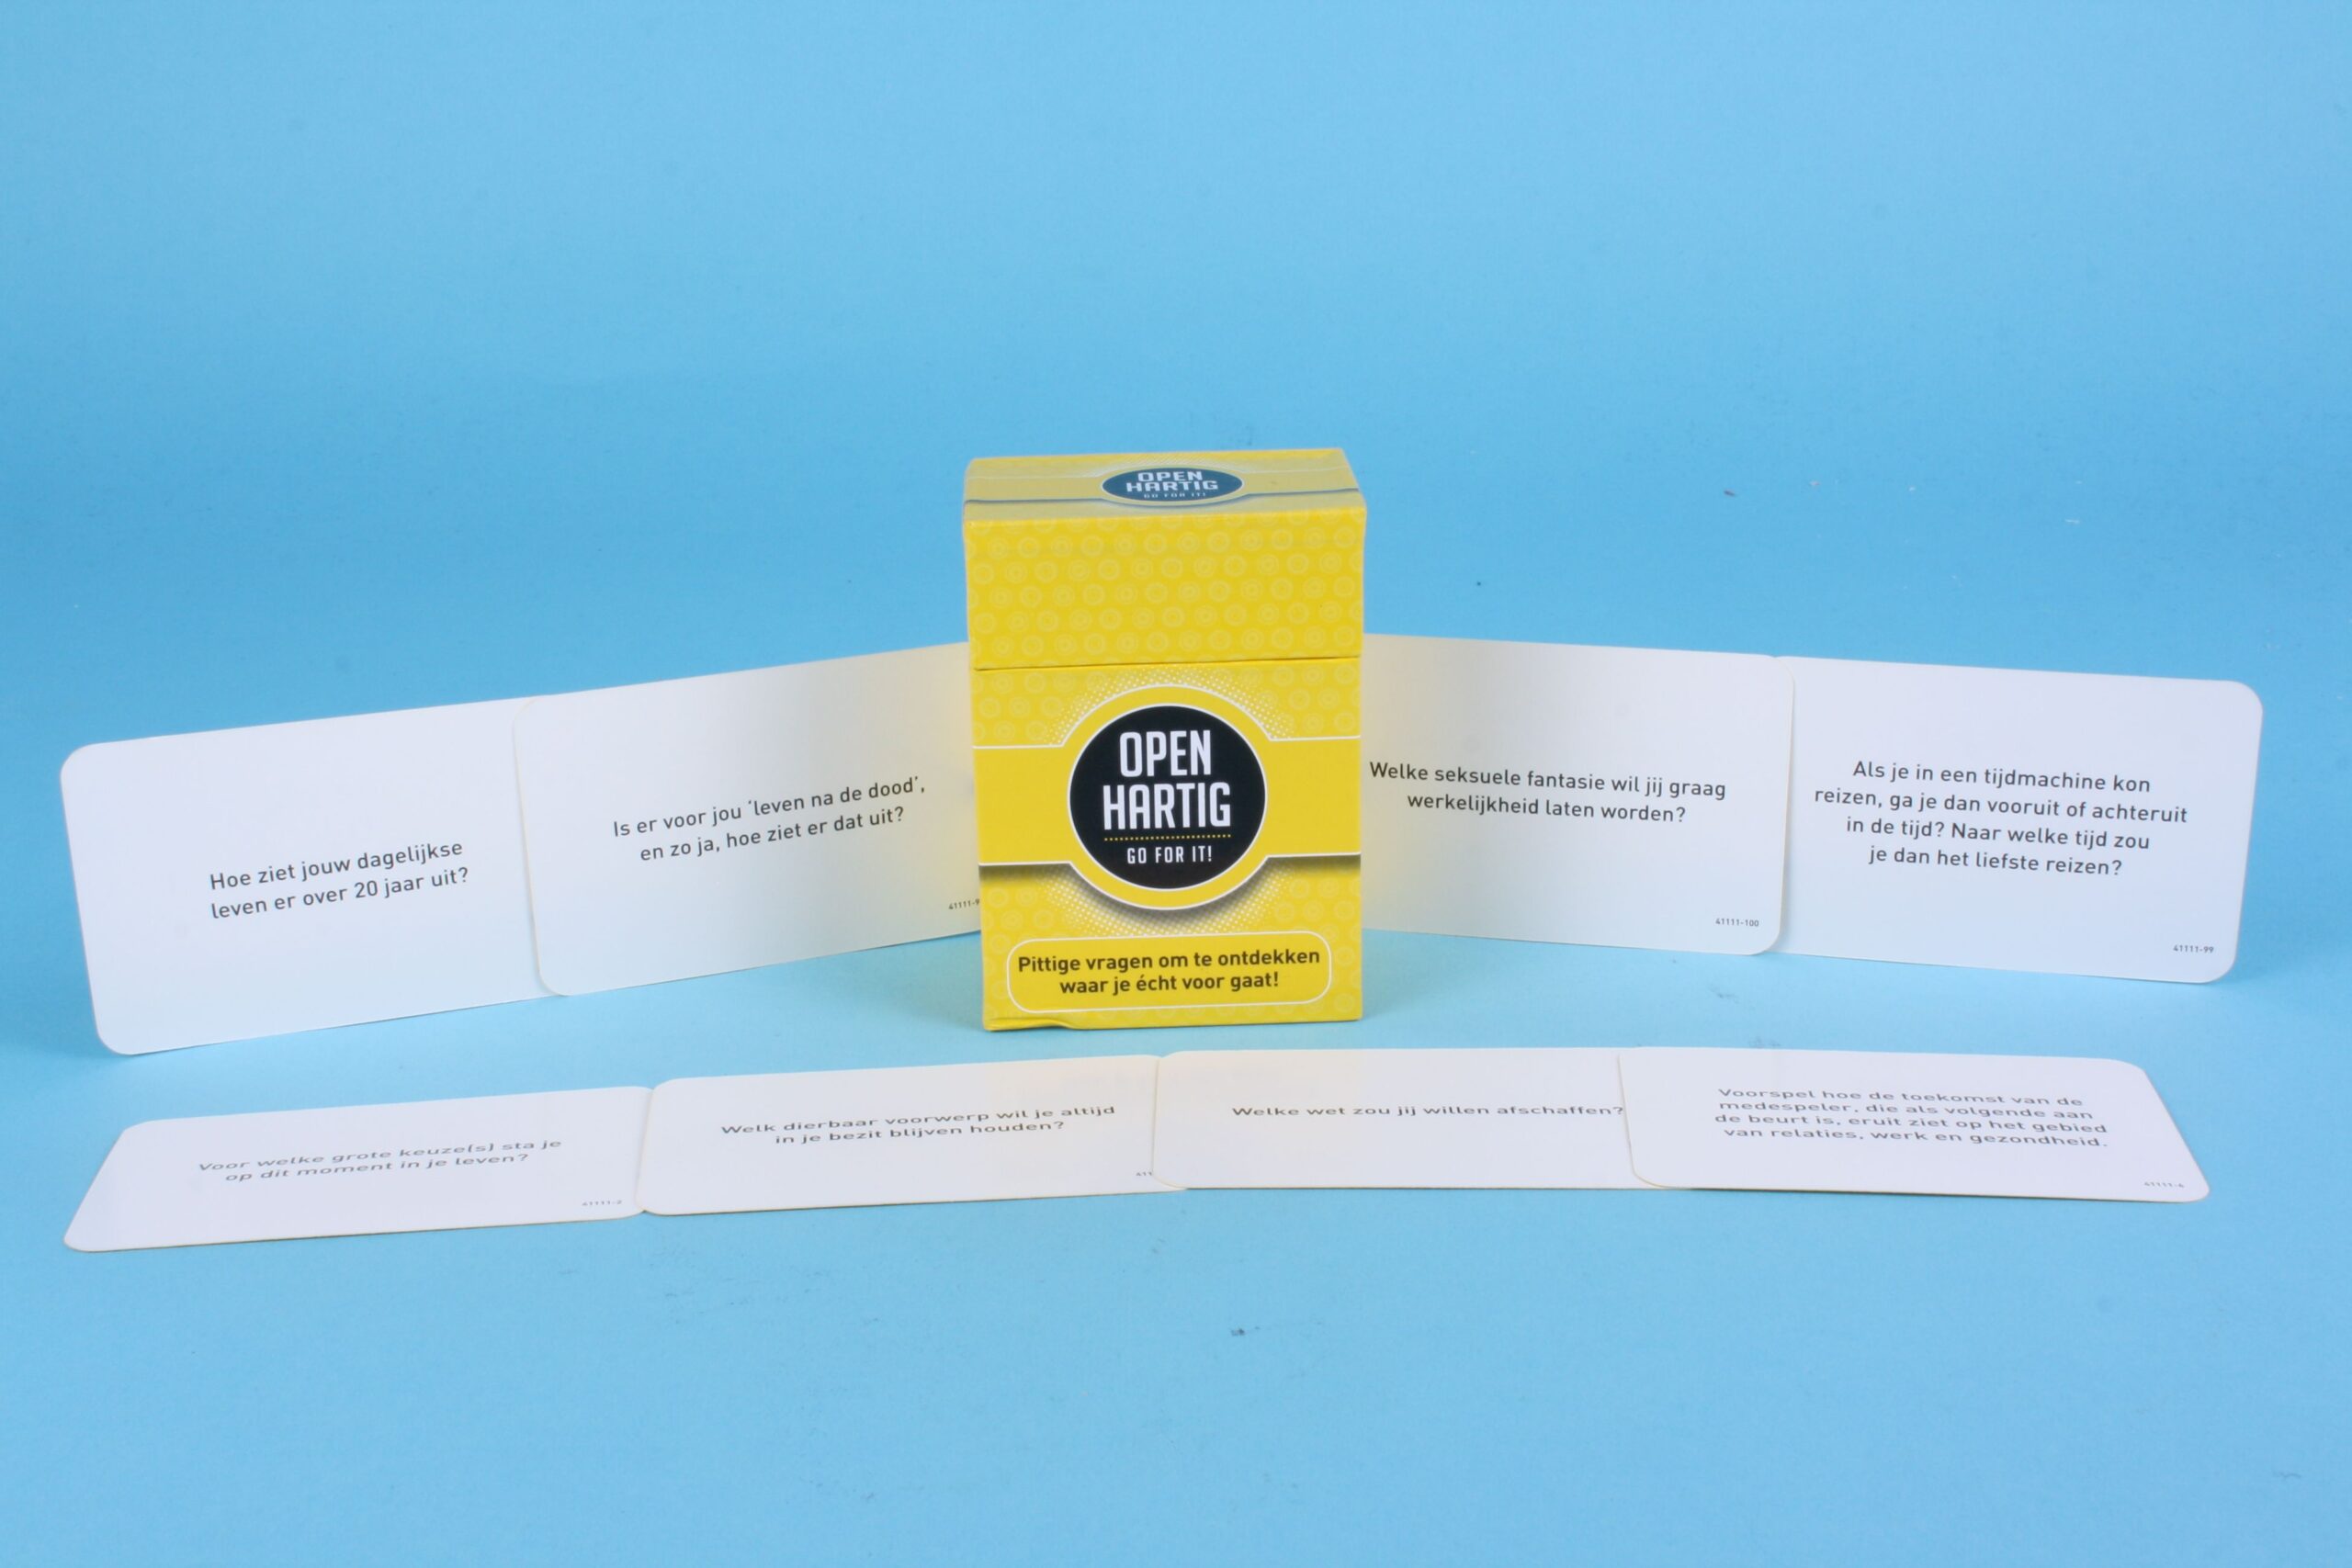 OPEN
HARTIG
GO FOR IT!
OPEN
HARTIG
GO FOR IT!
Pittige vragen om te ontdekken
waar je écht voor gaat!
Hoe ziet jouw dagelijkse
leven er over 20 jaar uit?
Is er voor jou ‘leven na de dood’,
en zo ja, hoe ziet er dat uit?
41111-9
Welke seksuele fantasie wil jij graag
werkelijkheid laten worden?
41111-100
Als je in een tijdmachine kon
reizen, ga je dan vooruit of achteruit
in de tijd? Naar welke tijd zou
je dan het liefste reizen?
41111-99
Voor welke grote keuze(s) sta je
op dit moment in je leven?
41111-2
Welk dierbaar voorwerp wil je altijd
in je bezit blijven houden?
411
Welke wet zou jij willen afschaffen?
Voorspel hoe de toekomst van de
medespeler, die als volgende aan
de beurt is, eruit ziet op het gebied
van relaties, werk en gezondheid.